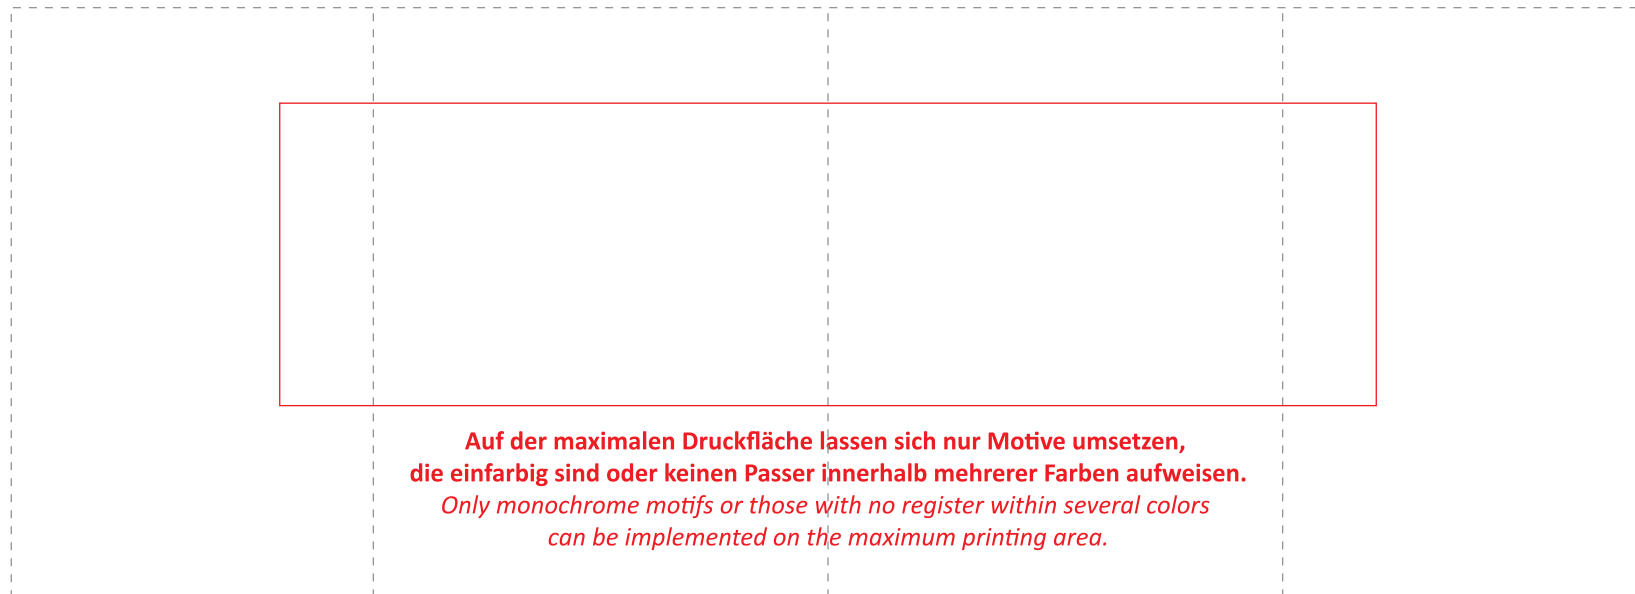 Auf der maximalen Druckfläche lassen sich nur Motive umsetzen,
die einfarbig sind oder keinen Passer innerhalb mehrerer Farben aufweisen.
Only monochrome motifs or those with no register within several colors
can be implemented on the maximum printing area.